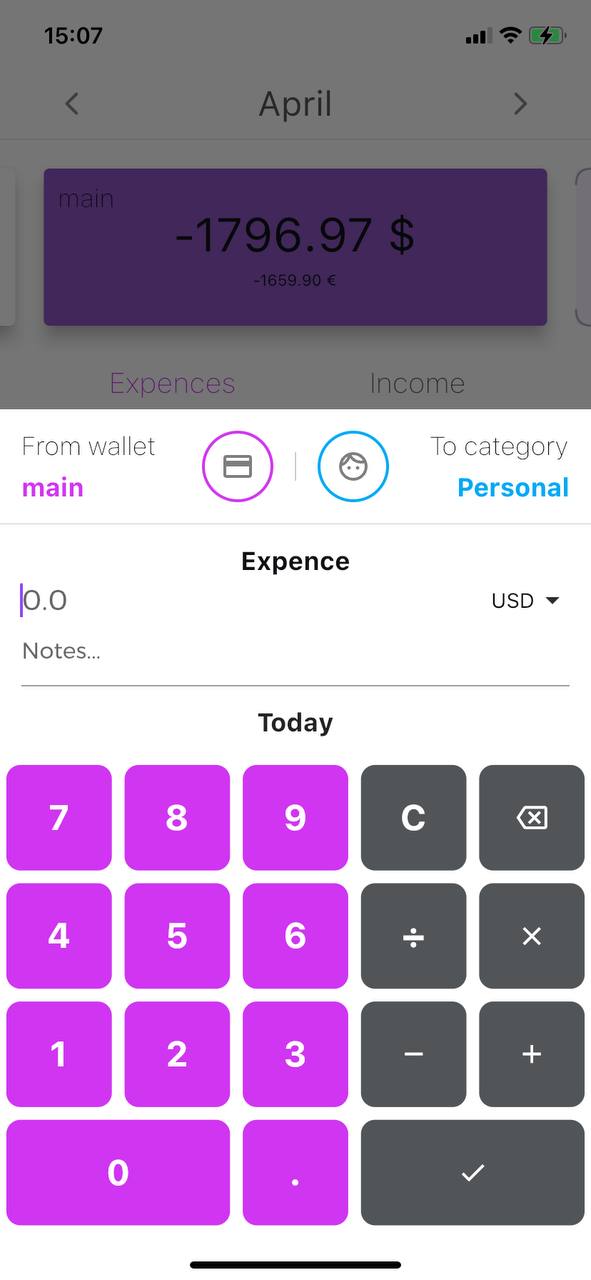 15:07
April
main
-1796.97 $
-1659.90 €
Expences Income
From wallet To category
main Personal
Expence
0.0 USD
Notes...
Today
7 8 9 C
4 5 6 ÷ ×
1 2 3 − +
0 .